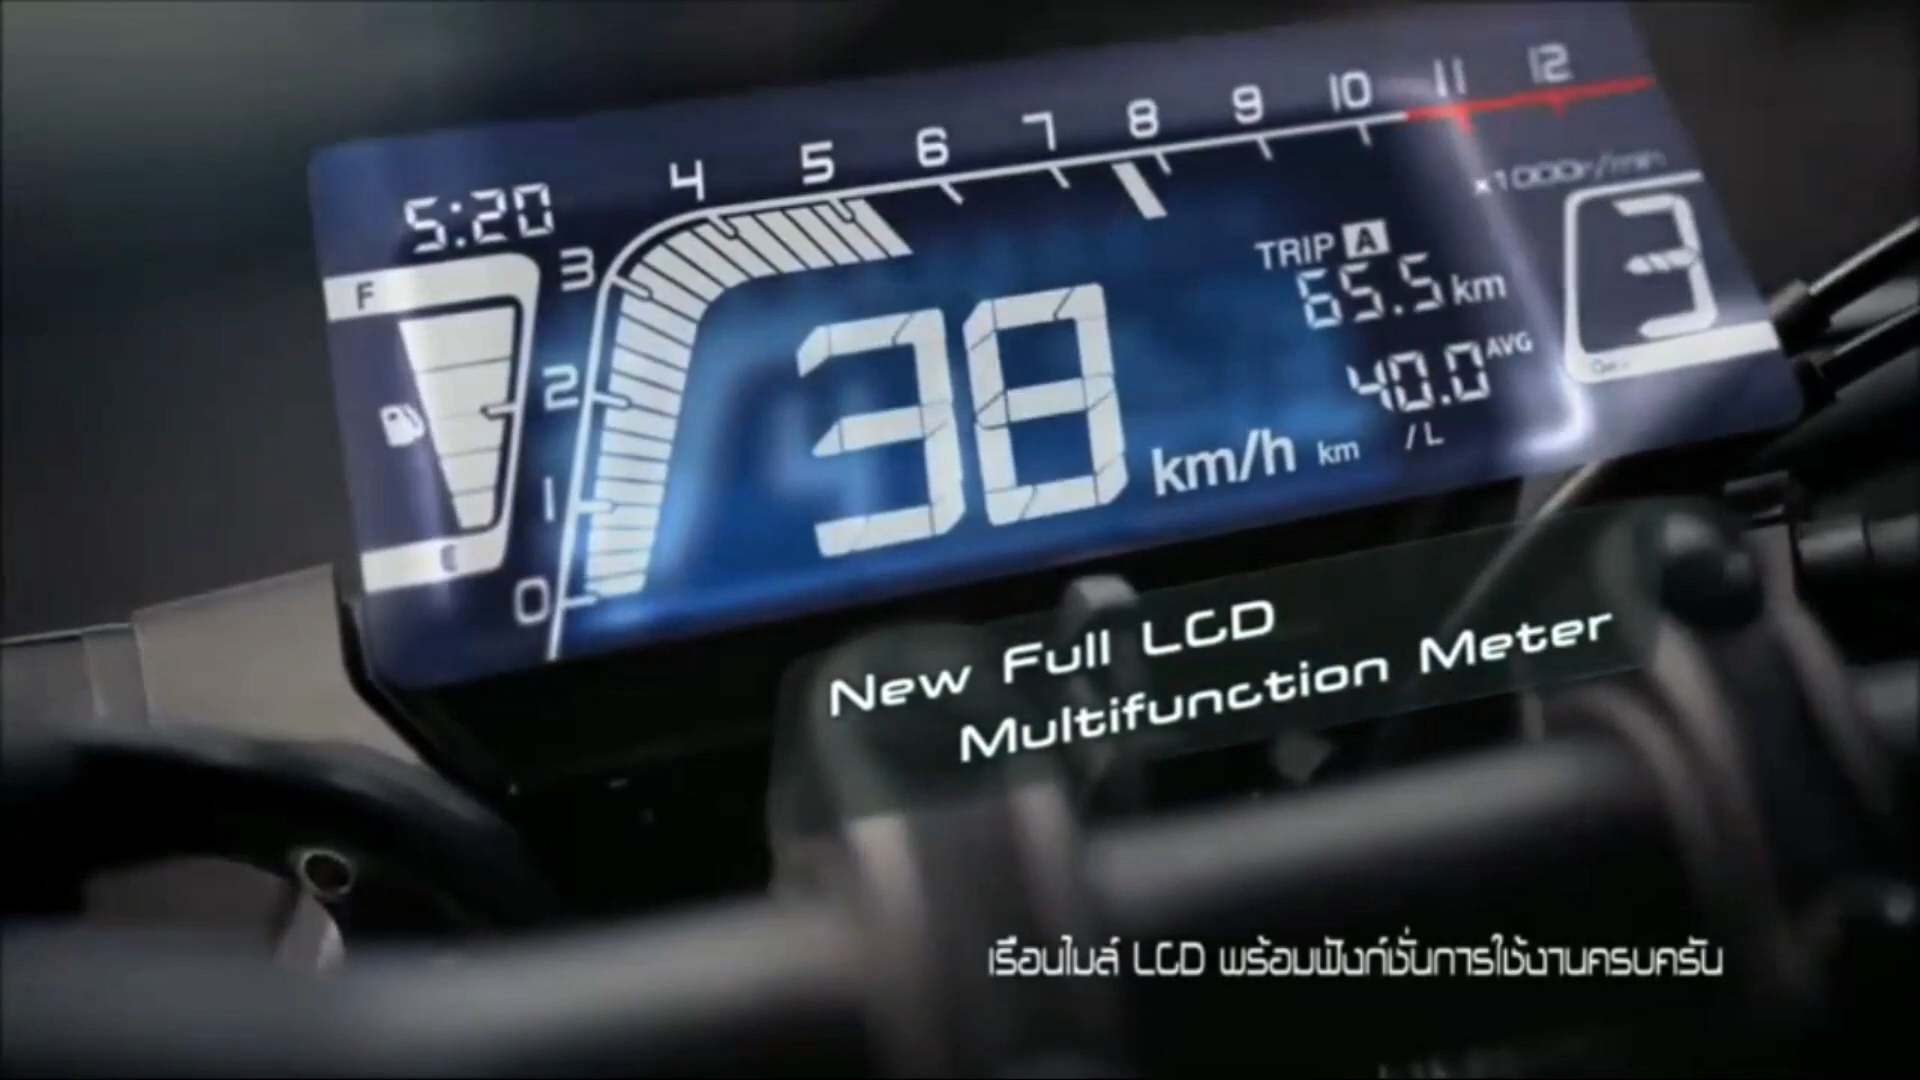 4 5 6 7 8 9 10 11 12
x1000r/min
5:20
3
F
2
1
E
0
38 km/h
TRIP A
65.5 km
40.0 AVG
km /L
3
New Full LCD
Multifunction Meter
เรือนไมล์ LCD พร้อมฟังก์ชั่นการใช้งานครบครัน